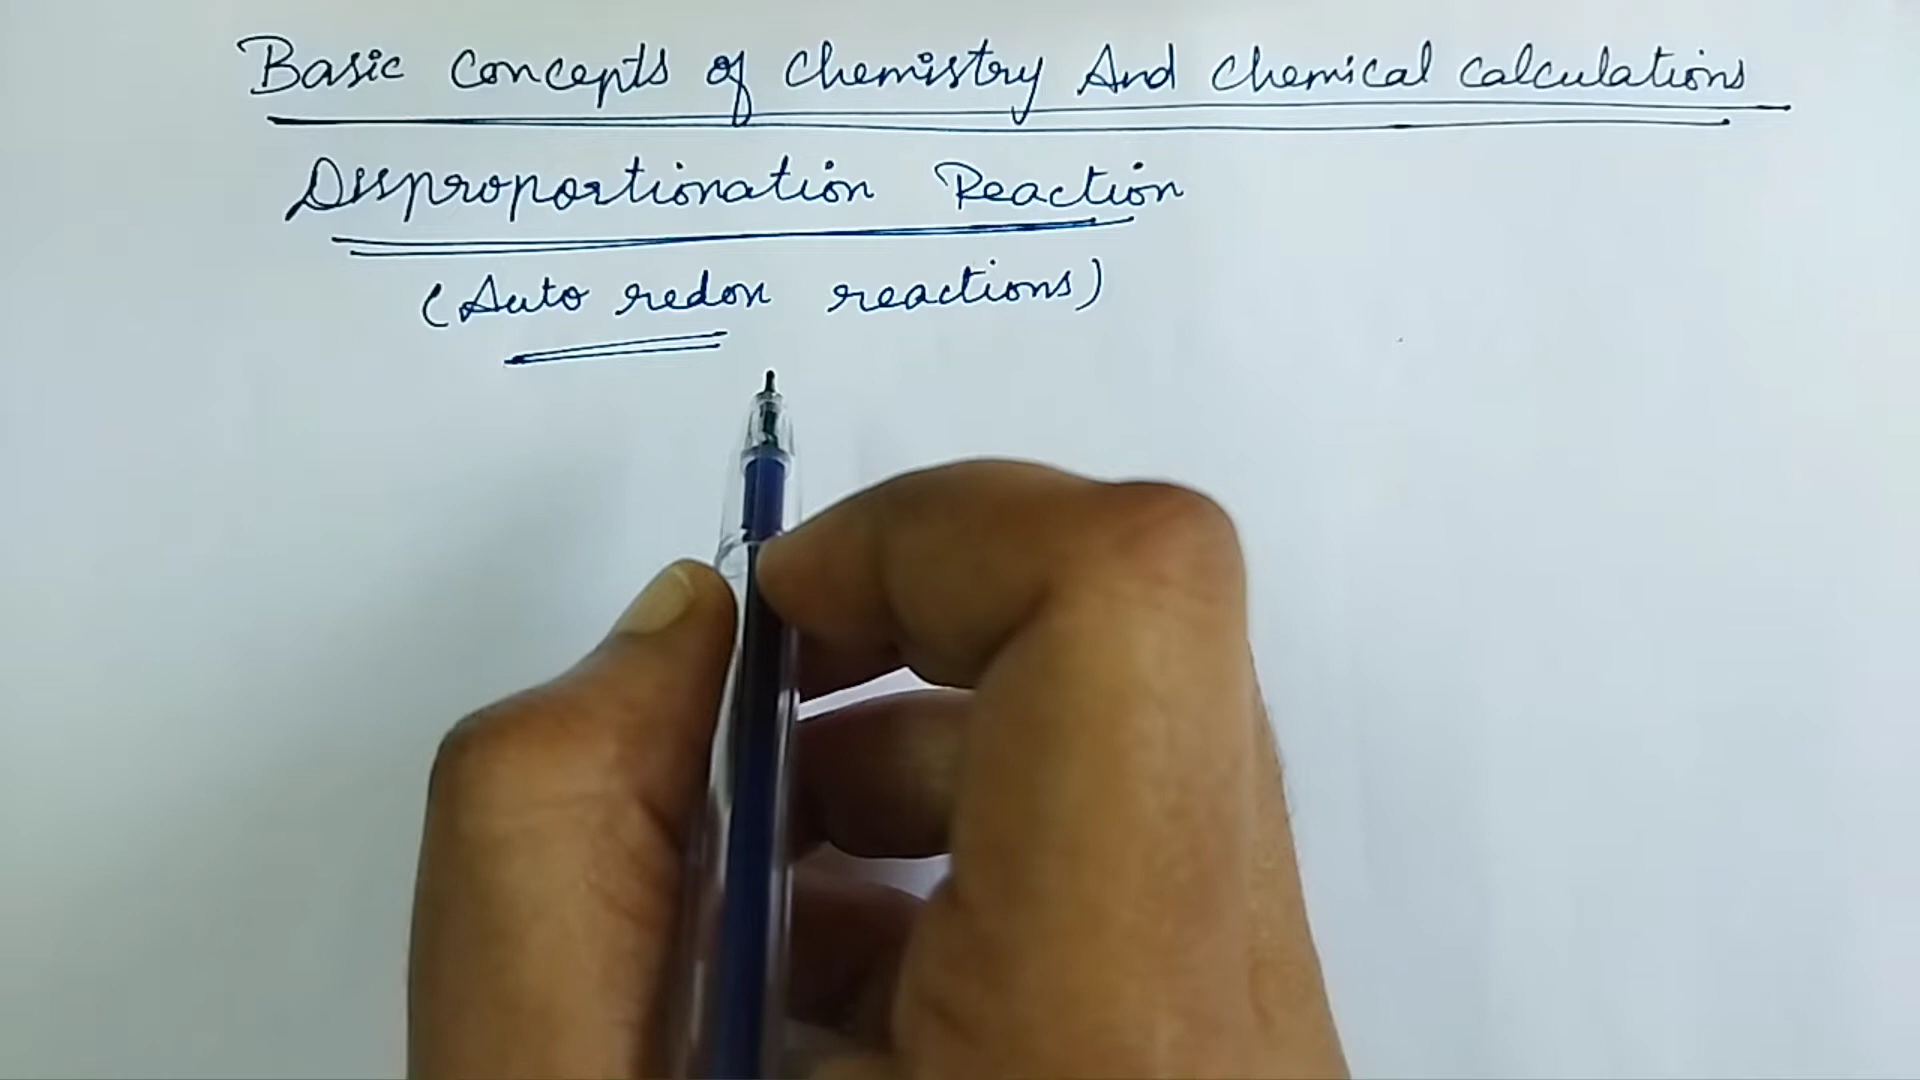 Basic Concepts of Chemistry And Chemical Calculations
Disproportionation Reaction
(Auto redox reactions)